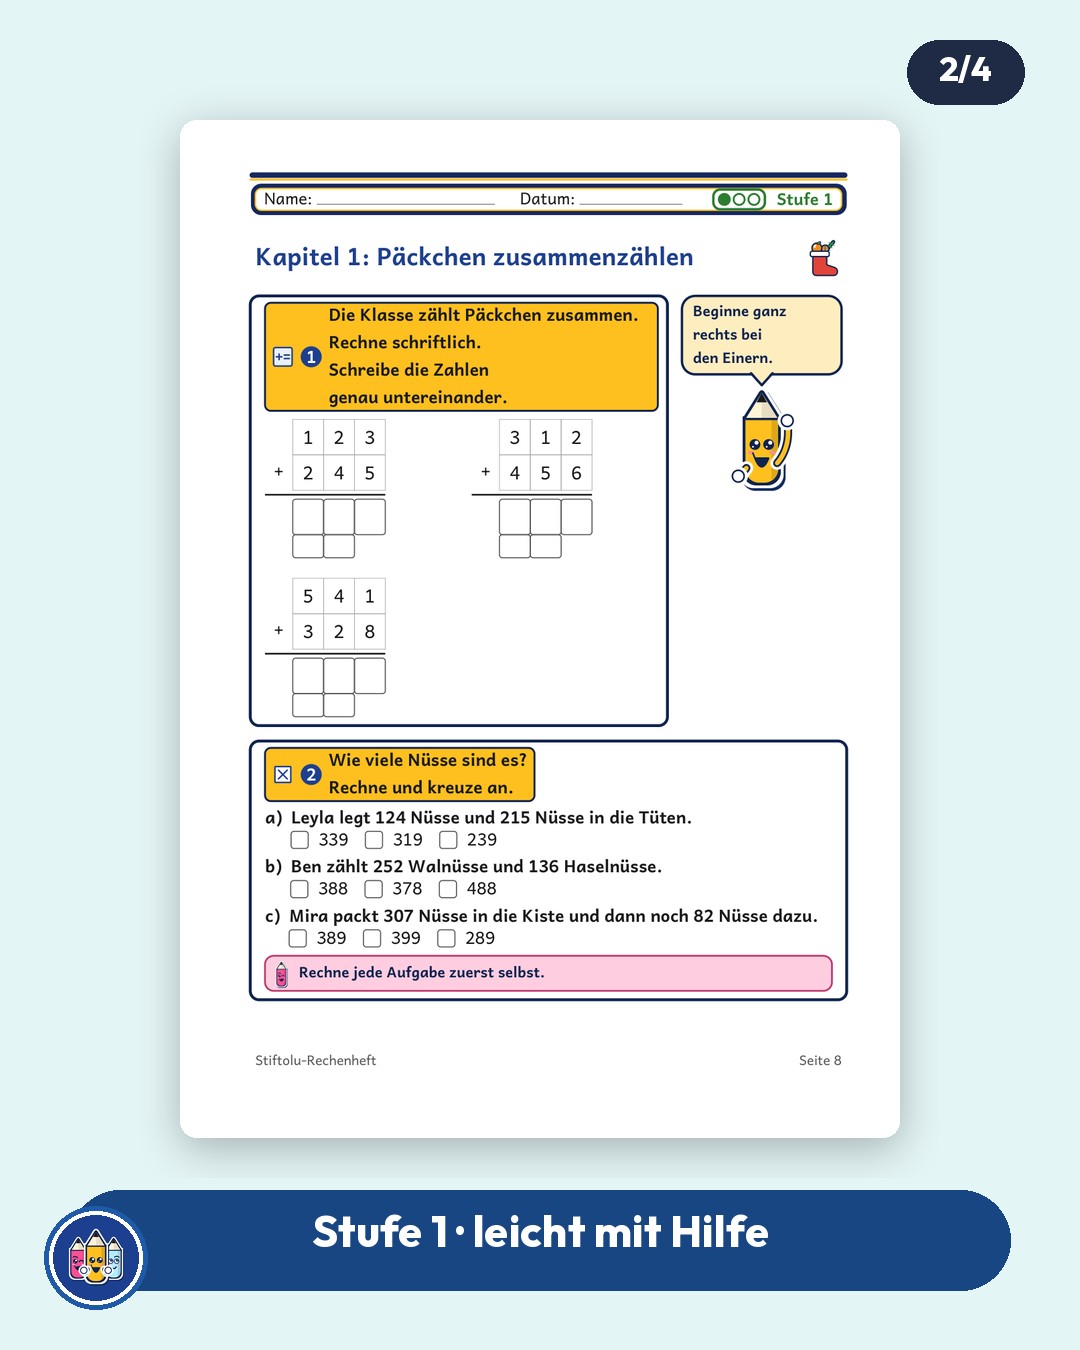 2/4
Name: Datum: Stufe 1
Kapitel 1: Päckchen zusammenzählen
1 Die Klasse zählt Päckchen zusammen.
Rechne schriftlich.
Schreibe die Zahlen
genau untereinander.
Beginne ganz
rechts bei
den Einern.
1 2 3
+ 2 4 5
3 1 2
+ 4 5 6
5 4 1
+ 3 2 8
2 Wie viele Nüsse sind es?
Rechne und kreuze an.
a) Leyla legt 124 Nüsse und 215 Nüsse in die Tüten.
339 319 239
b) Ben zählt 252 Walnüsse und 136 Haselnüsse.
388 378 488
c) Mira packt 307 Nüsse in die Kiste und dann noch 82 Nüsse dazu.
389 399 289
Rechne jede Aufgabe zuerst selbst.
Stiftolu-Rechenheft Seite 8
Stufe 1 · leicht mit Hilfe